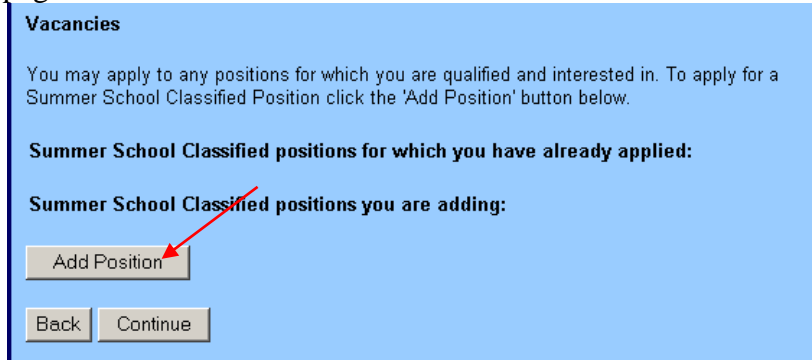 Vacancies
You may apply to any positions for which you are qualified and interested in. To apply for a
Summer School Classified Position click the 'Add Position' button below.
Summer School Classified positions for which you have already applied:
Summer School Classified positions you are adding:
Add Position
Back Continue